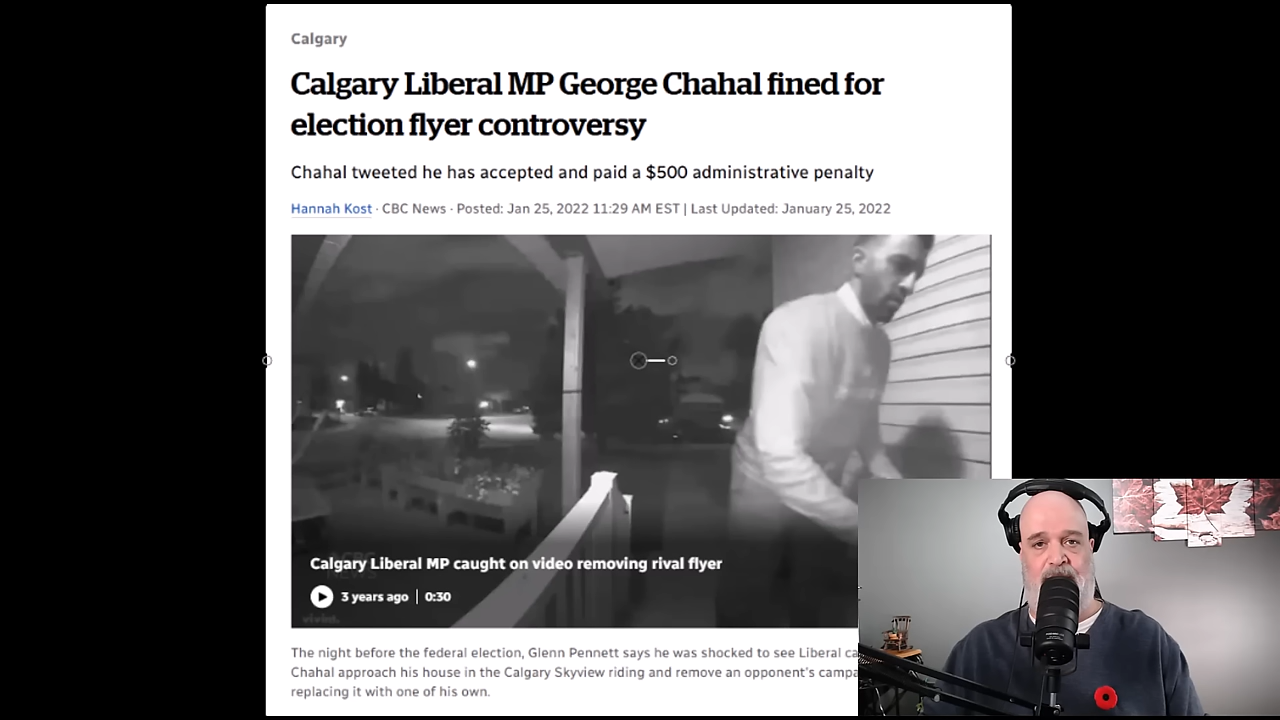 Calgary
Calgary Liberal MP George Chahal fined for
election flyer controversy
Chahal tweeted he has accepted and paid a $500 administrative penalty
Hannah Kost · CBC News · Posted: Jan 25, 2022 11:29 AM EST | Last Updated: January 25, 2022
CBC
NEWS
Calgary Liberal MP caught on video removing rival flyer
3 years ago | 0:30
vivint.
The night before the federal election, Glenn Pennett says he was shocked to see Liberal
Chahal approach his house in the Calgary Skyview riding and remove an opponent's
replacing it with one of his own.